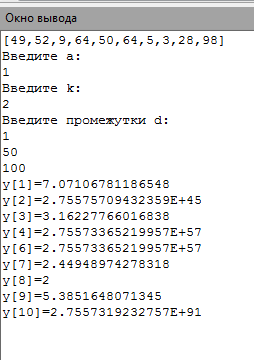 Окно вывода
[49,52,9,64,50,64,5,3,28,98]
Введите a:
1
Введите k:
2
Введите промежутки d:
1
50
100
y[1]=7.07106781186548
y[2]=2.75575709432359E+45
y[3]=3.16227766016838
y[4]=2.75573365219957E+57
y[6]=2.75573365219957E+57
y[7]=2.44948974278318
y[8]=2
y[9]=5.3851648071345
y[10]=2.7557319232757E+91